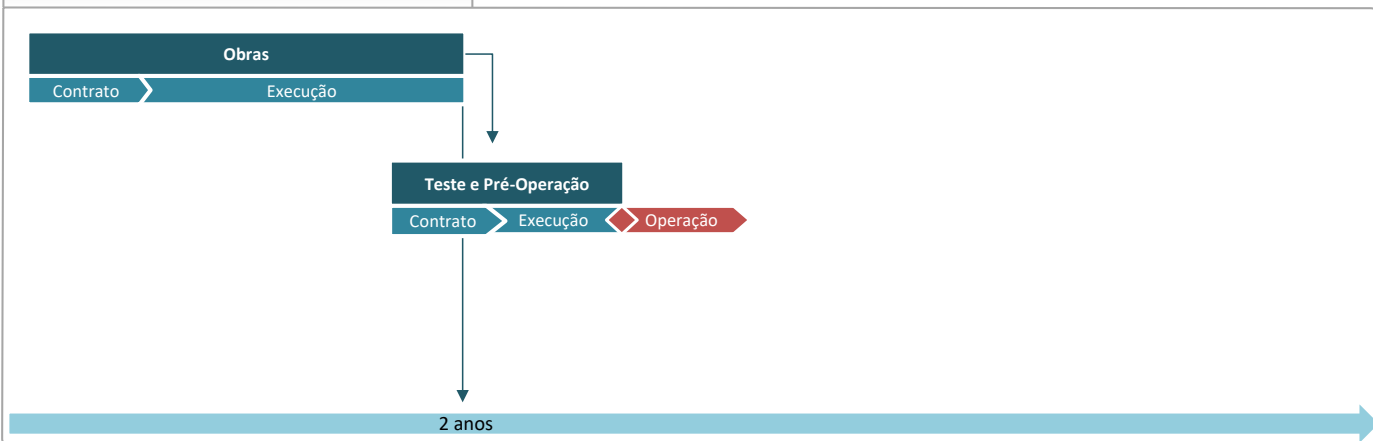 Obras
Contrato Execução
Teste e Pré-Operação
Contrato Execução Operação
2 anos